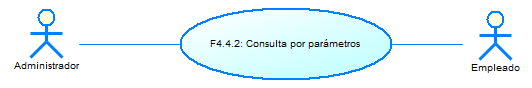 F4.4.2: Consulta por parámetros
Administrador
Empleado